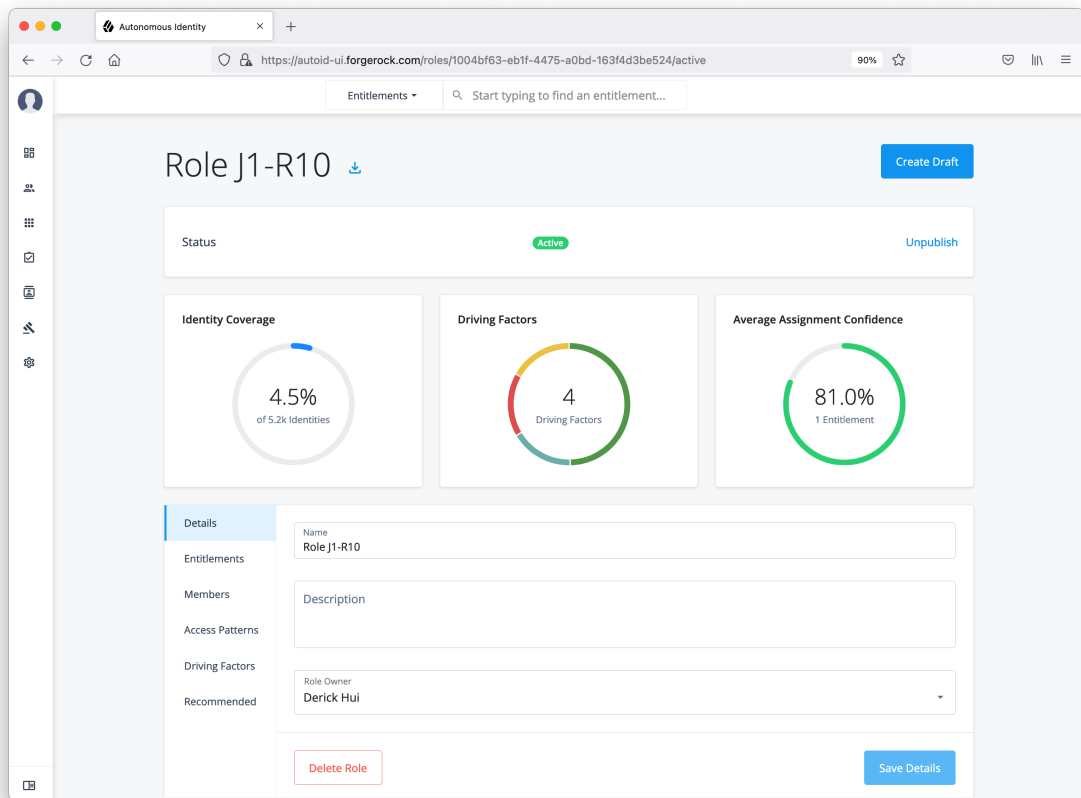 Autonomous Identity
https://autoid-ui.forgerock.com/roles/1004bf63-eb1f-4475-a0bd-163f4d3be524/active
90%
Entitlements
Start typing to find an entitlement...
Role J1-R10
Create Draft
Status
Active
Unpublish
Identity Coverage
4.5%
of 5.2k Identities
Driving Factors
4
Driving Factors
Average Assignment Confidence
81.0%
1 Entitlement
Details
Entitlements
Members
Access Patterns
Driving Factors
Recommended
Name
Role J1-R10
Description
Role Owner
Derick Hui
Delete Role
Save Details